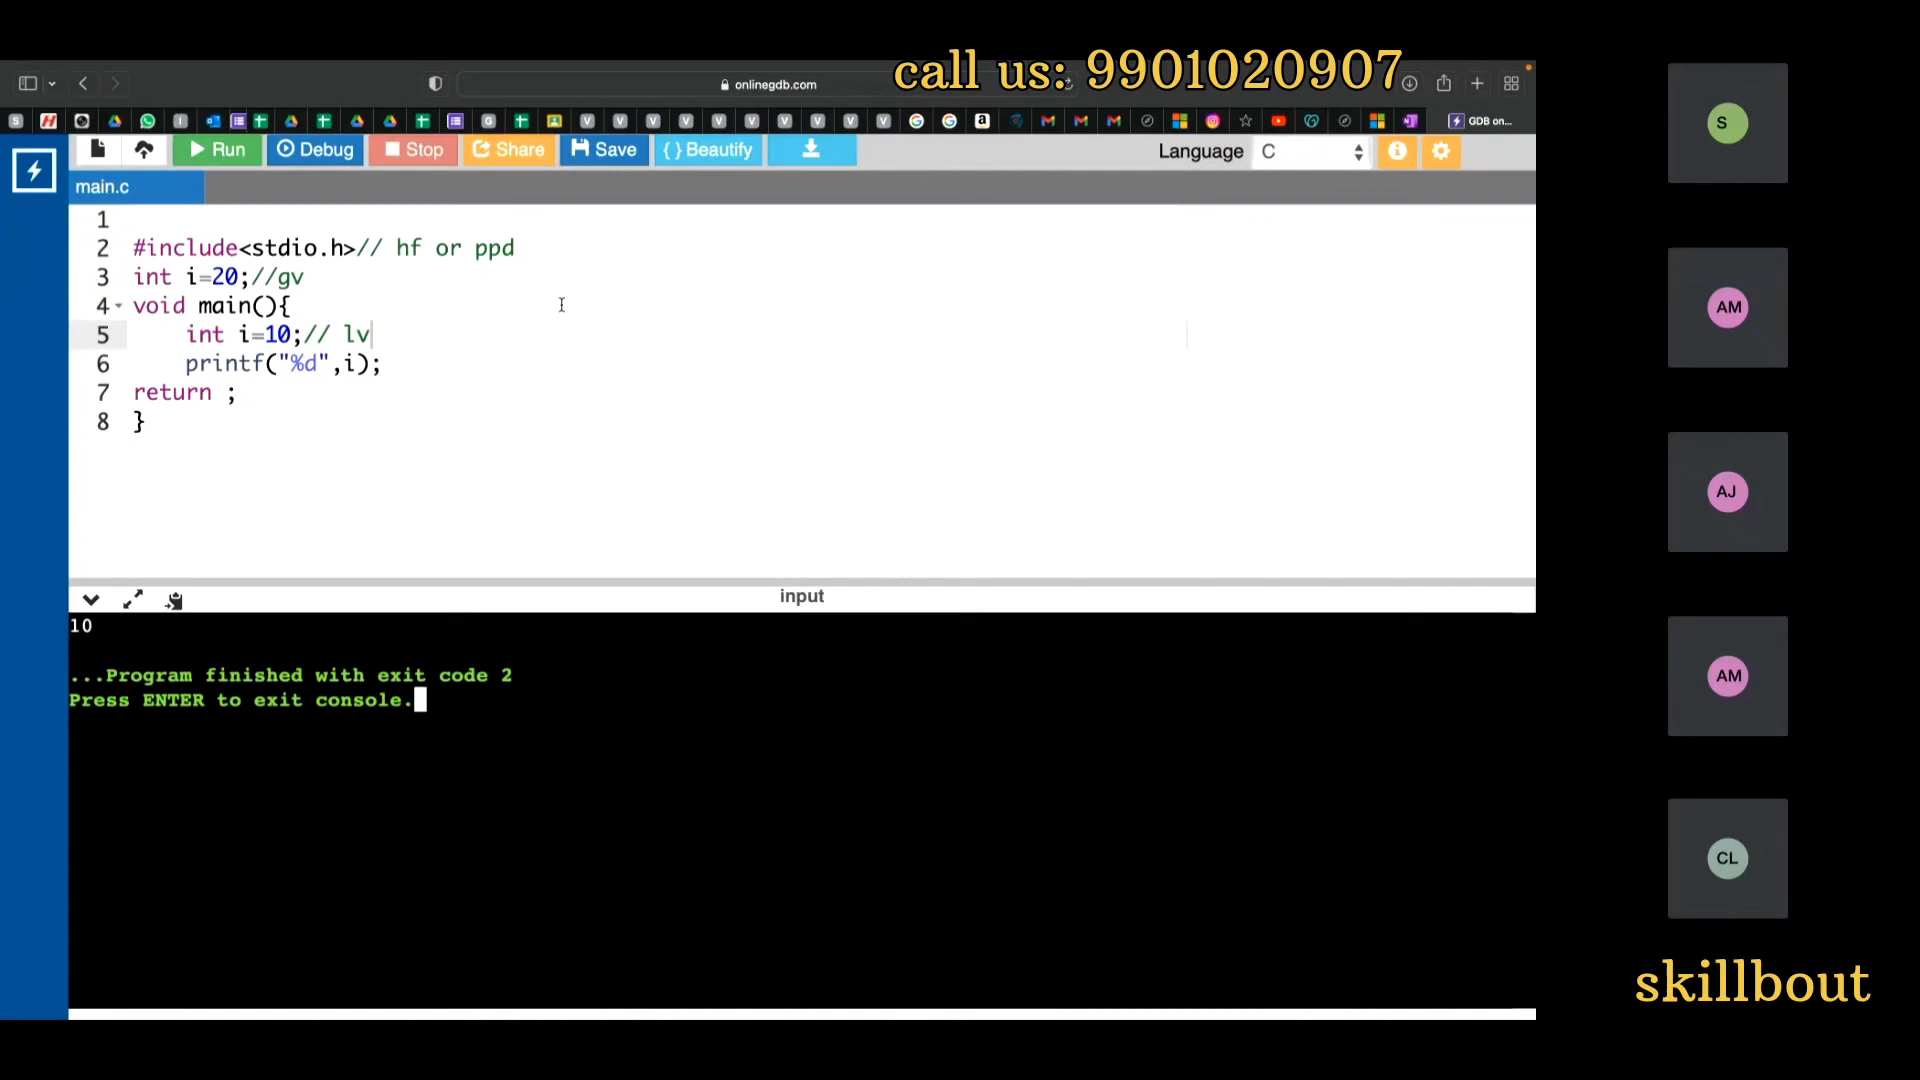 call us: 9901020907
onlinegdb.com
GDB on...
Run Debug Stop Share Save { } Beautify Language C
main.c
1
2 #include<stdio.h>// hf or ppd
3 int i=20;//gv
4 void main(){
5 int i=10;// lv
6 printf("%d",i);
7 return ;
8 }
input
10
...Program finished with exit code 2
Press ENTER to exit console.
S
AM
AJ
AM
CL
skillbout